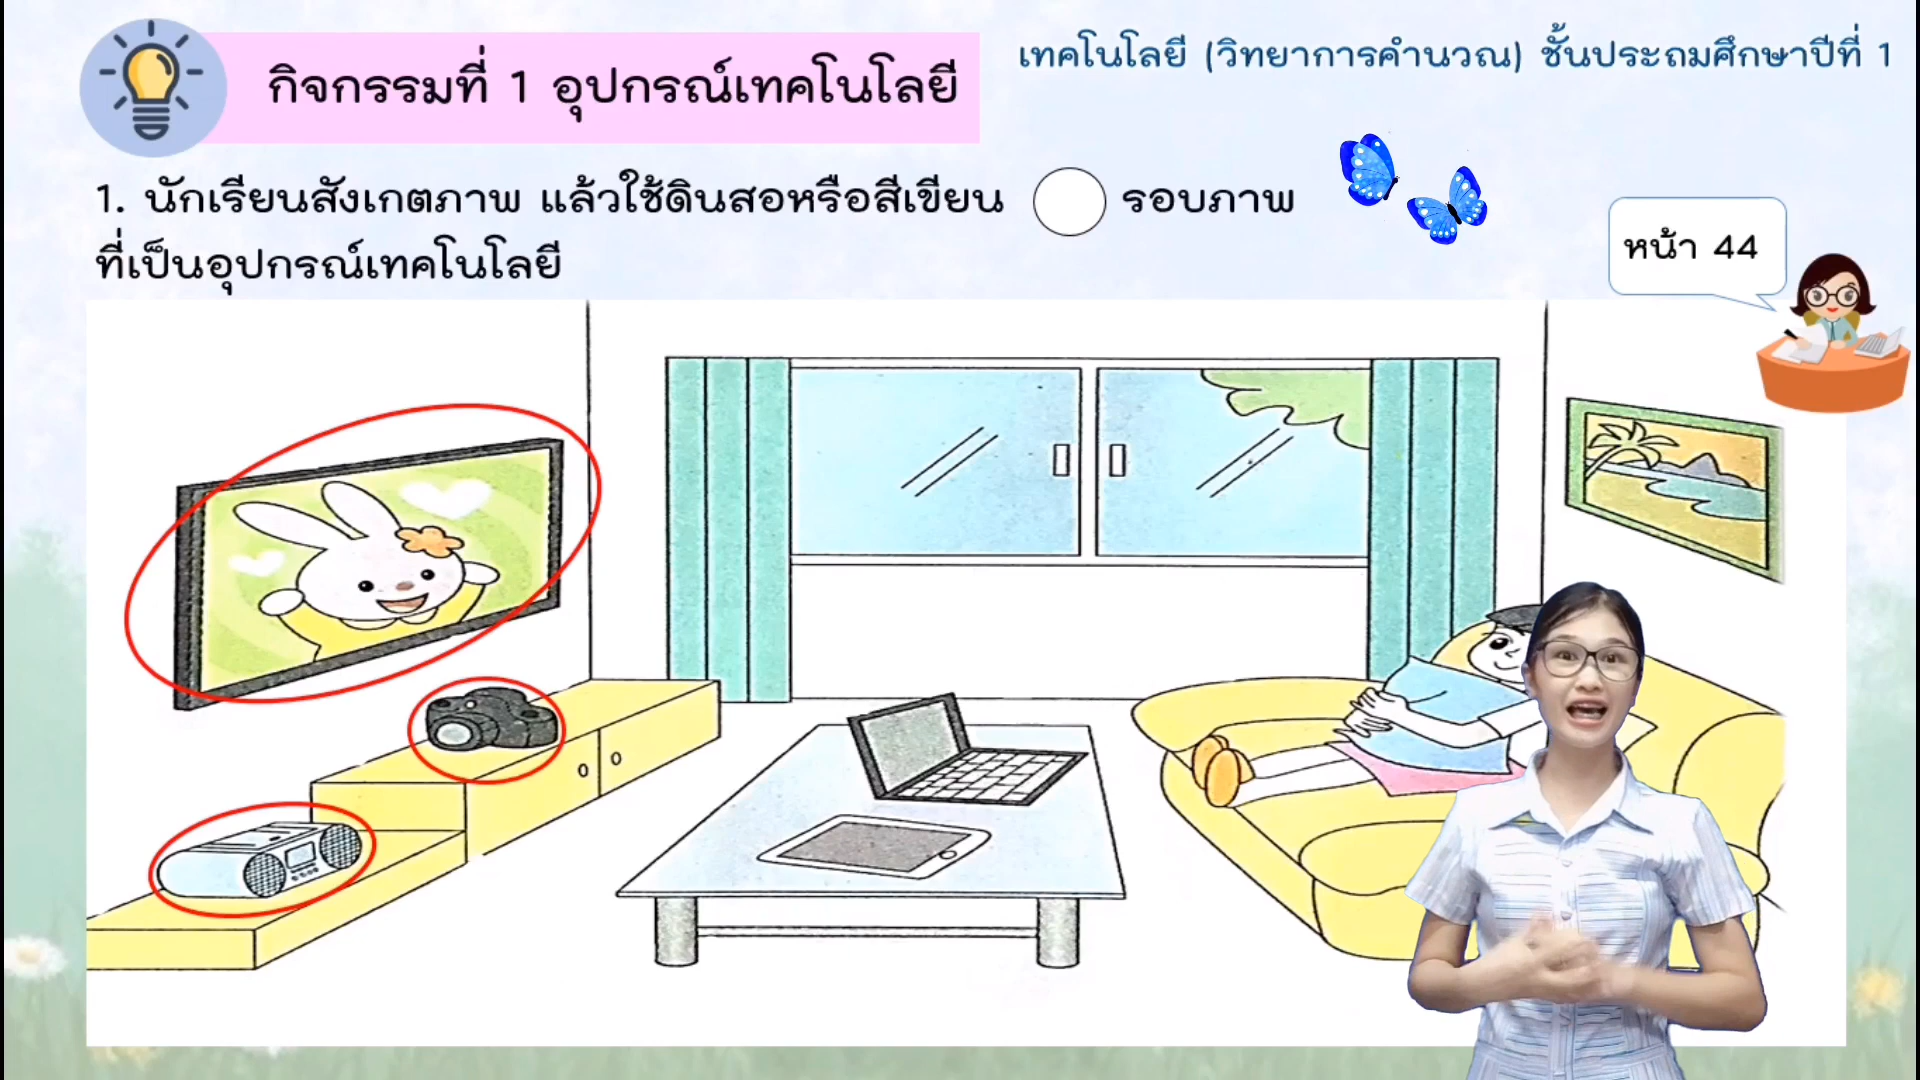 กิจกรรมที่ 1 อุปกรณ์เทคโนโลยี
เทคโนโลยี (วิทยาการคำนวณ) ชั้นประถมศึกษาปีที่ 1
1. นักเรียนสังเกตภาพ แล้วใช้ดินสอหรือสีเขียน รอบภาพ
ที่เป็นอุปกรณ์เทคโนโลยี
หน้า 44